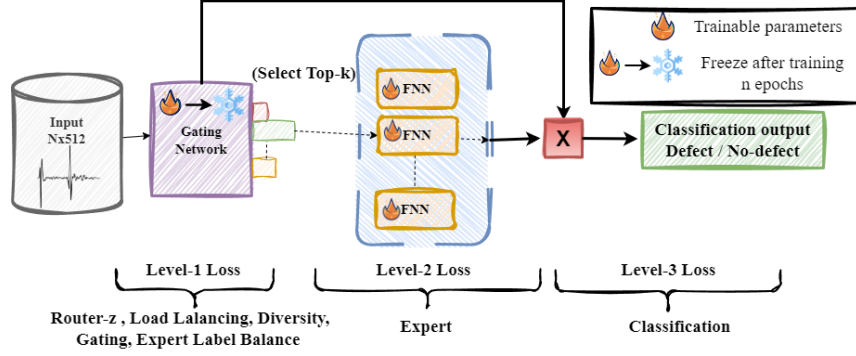 Trainable parameters
Freeze after training
n epochs
(Select Top-k)
Input
Nx512
Gating
Network
FNN
FNN
FNN
X
Classification output
Defect / No-defect
Level-1 Loss
Level-2 Loss
Level-3 Loss
Router-z , Load Lalancing, Diversity,
Gating, Expert Label Balance
Expert
Classification